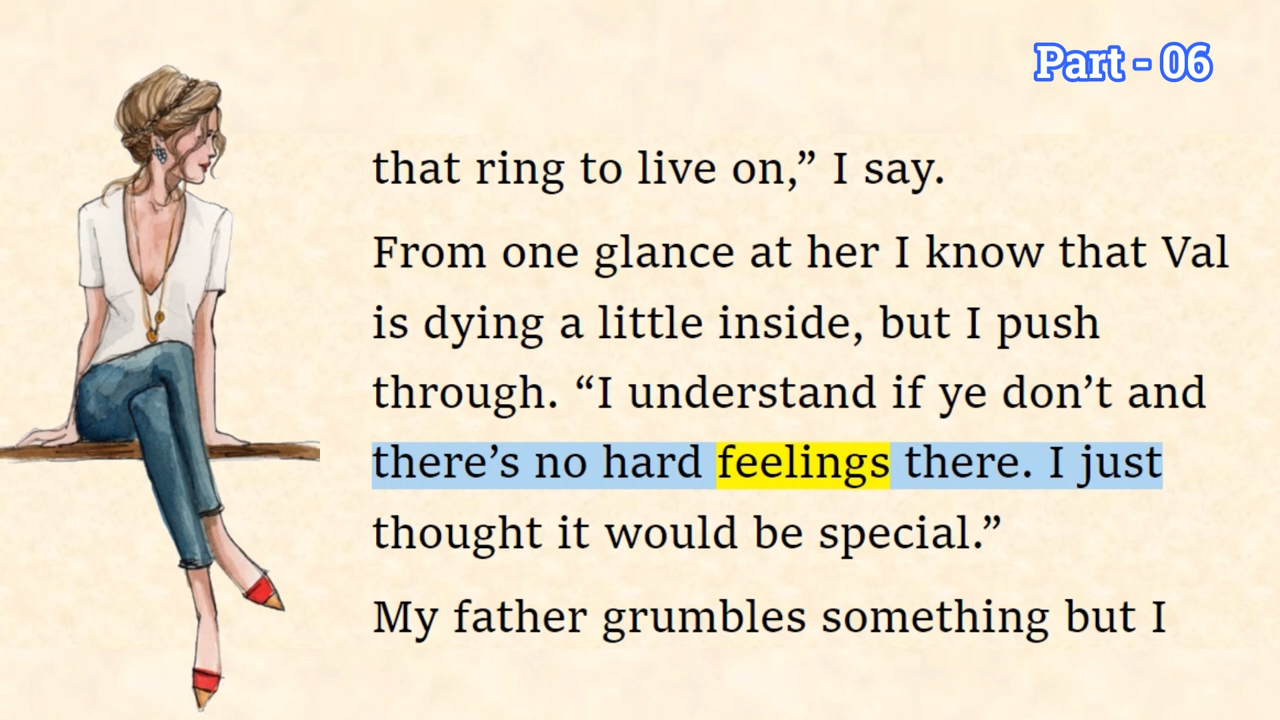 Part - 06
that ring to live on,” I say.
From one glance at her I know that Val
is dying a little inside, but I push
through. “I understand if ye don’t and
there’s no hard feelings there. I just
thought it would be special.”
My father grumbles something but I